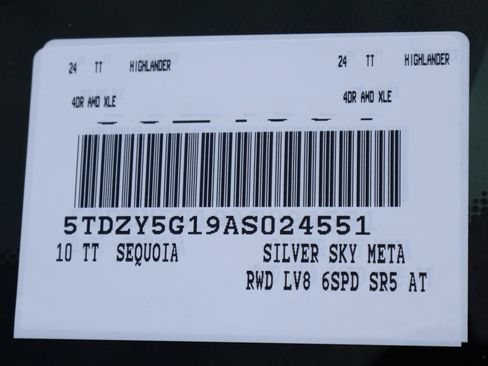 24 TT HIGHLANDER 24 TT HIGHLANDER
4DR AWD XLE 4DR AWD XLE
5TDZY5G19AS024551
10 TT SEQUOIA SILVER SKY META
RWD LV8 6SPD SR5 AT